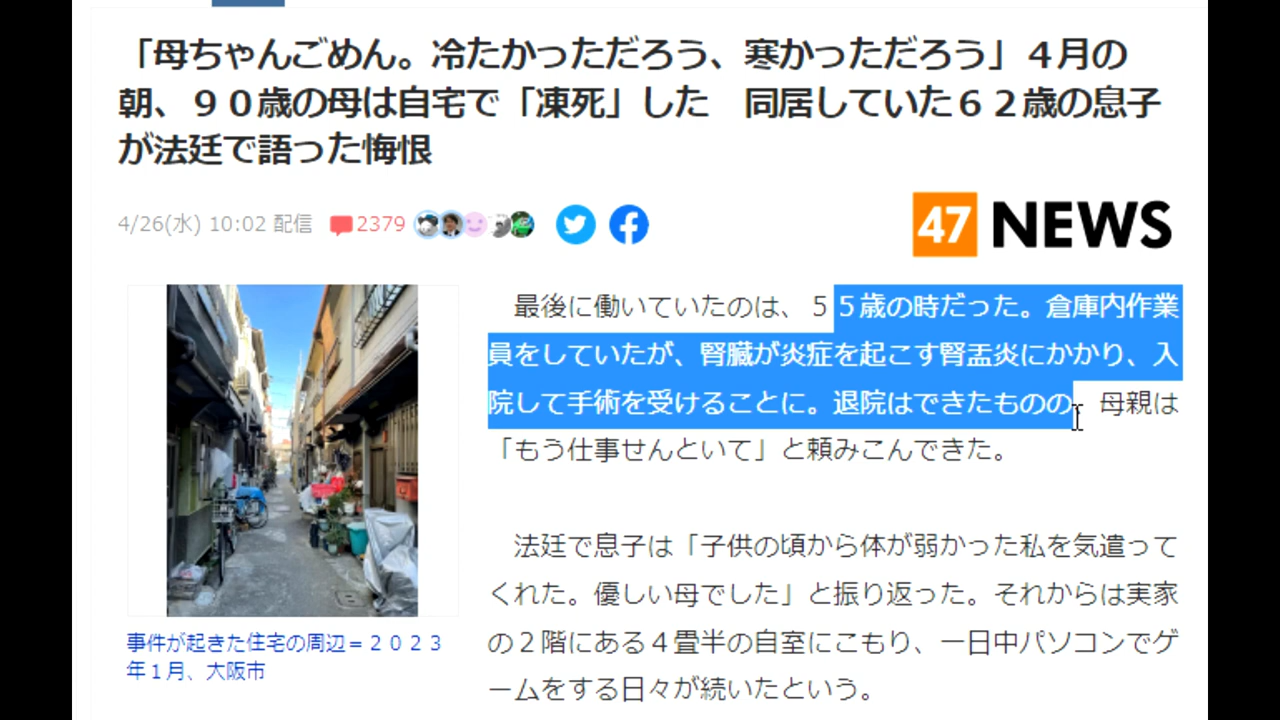 「母ちゃんごめん。冷たかっただろう、寒かっただろう」４月の
朝、９０歳の母は自宅で「凍死」した　同居していた６２歳の息子
が法廷で語った悔恨
4/26(水) 10:02 配信 2379
47 NEWS
最後に働いていたのは、５５歳の時だった。倉庫内作業
員をしていたが、腎臓が炎症を起こす腎盂炎にかかり、入
院して手術を受けることに。退院はできたものの、母親は
「もう仕事せんといて」と頼みこんできた。
法廷で息子は「子供の頃から体が弱かった私を気遣って
くれた。優しい母でした」と振り返った。それからは実家
の２階にある４畳半の自室にこもり、一日中パソコンでゲ
ームをする日々が続いたという。
事件が起きた住宅の周辺＝２０２３
年１月、大阪市